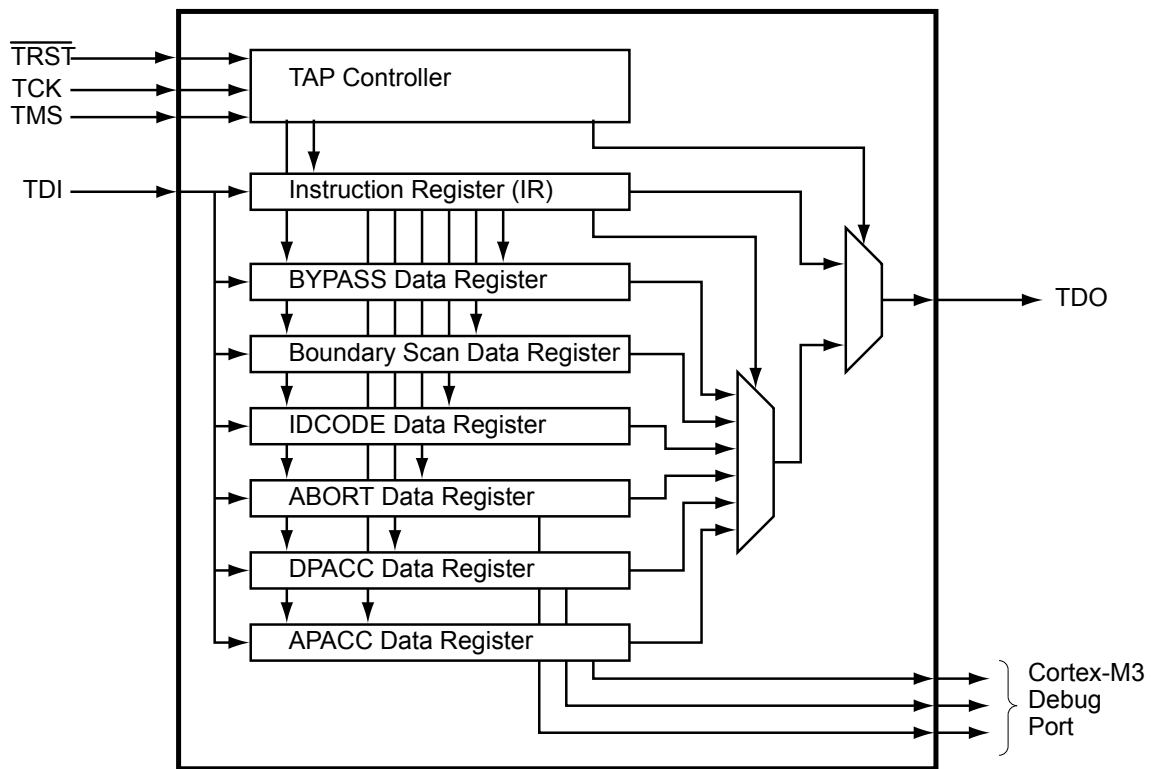 TRST
TCK
TMS
TDI
TAP Controller
Instruction Register (IR)
BYPASS Data Register
Boundary Scan Data Register
IDCODE Data Register
ABORT Data Register
DPACC Data Register
APACC Data Register
TDO
Cortex-M3
Debug
Port